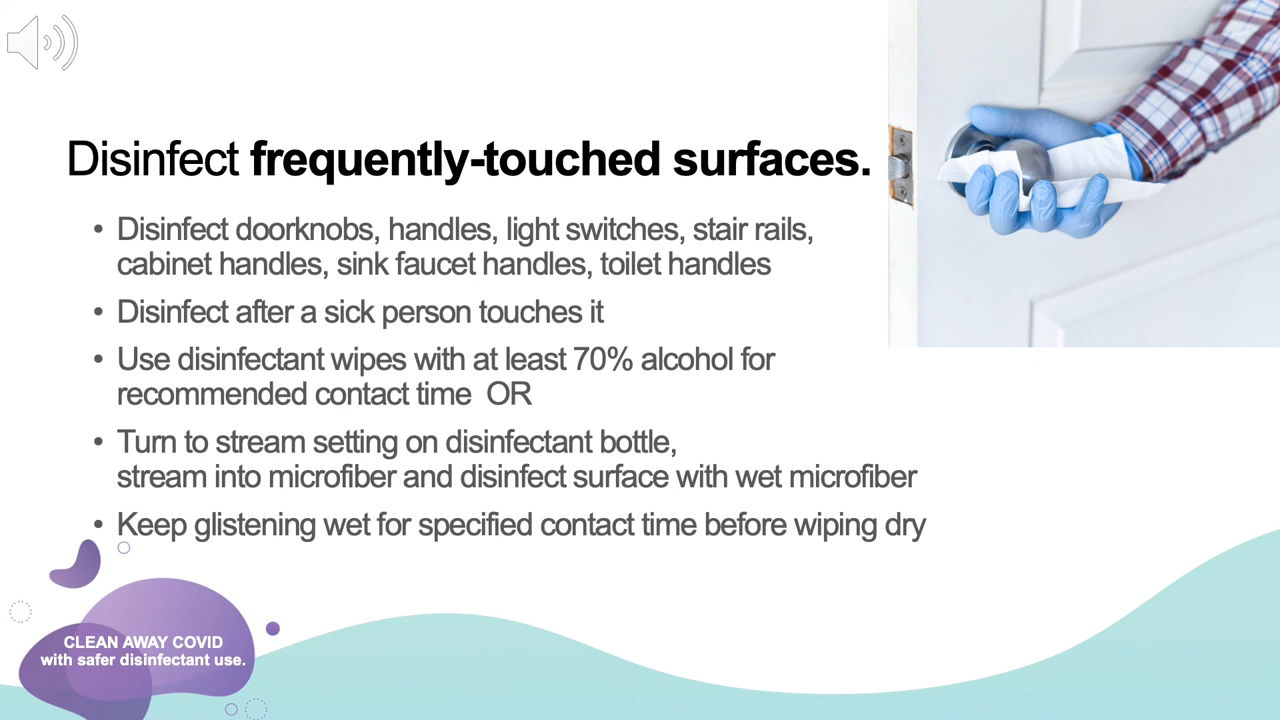 Disinfect frequently-touched surfaces.
• Disinfect doorknobs, handles, light switches, stair rails,
cabinet handles, sink faucet handles, toilet handles
• Disinfect after a sick person touches it
• Use disinfectant wipes with at least 70% alcohol for
recommended contact time  OR
• Turn to stream setting on disinfectant bottle,
stream into microfiber and disinfect surface with wet microfiber
• Keep glistening wet for specified contact time before wiping dry
CLEAN AWAY COVID
with safer disinfectant use.